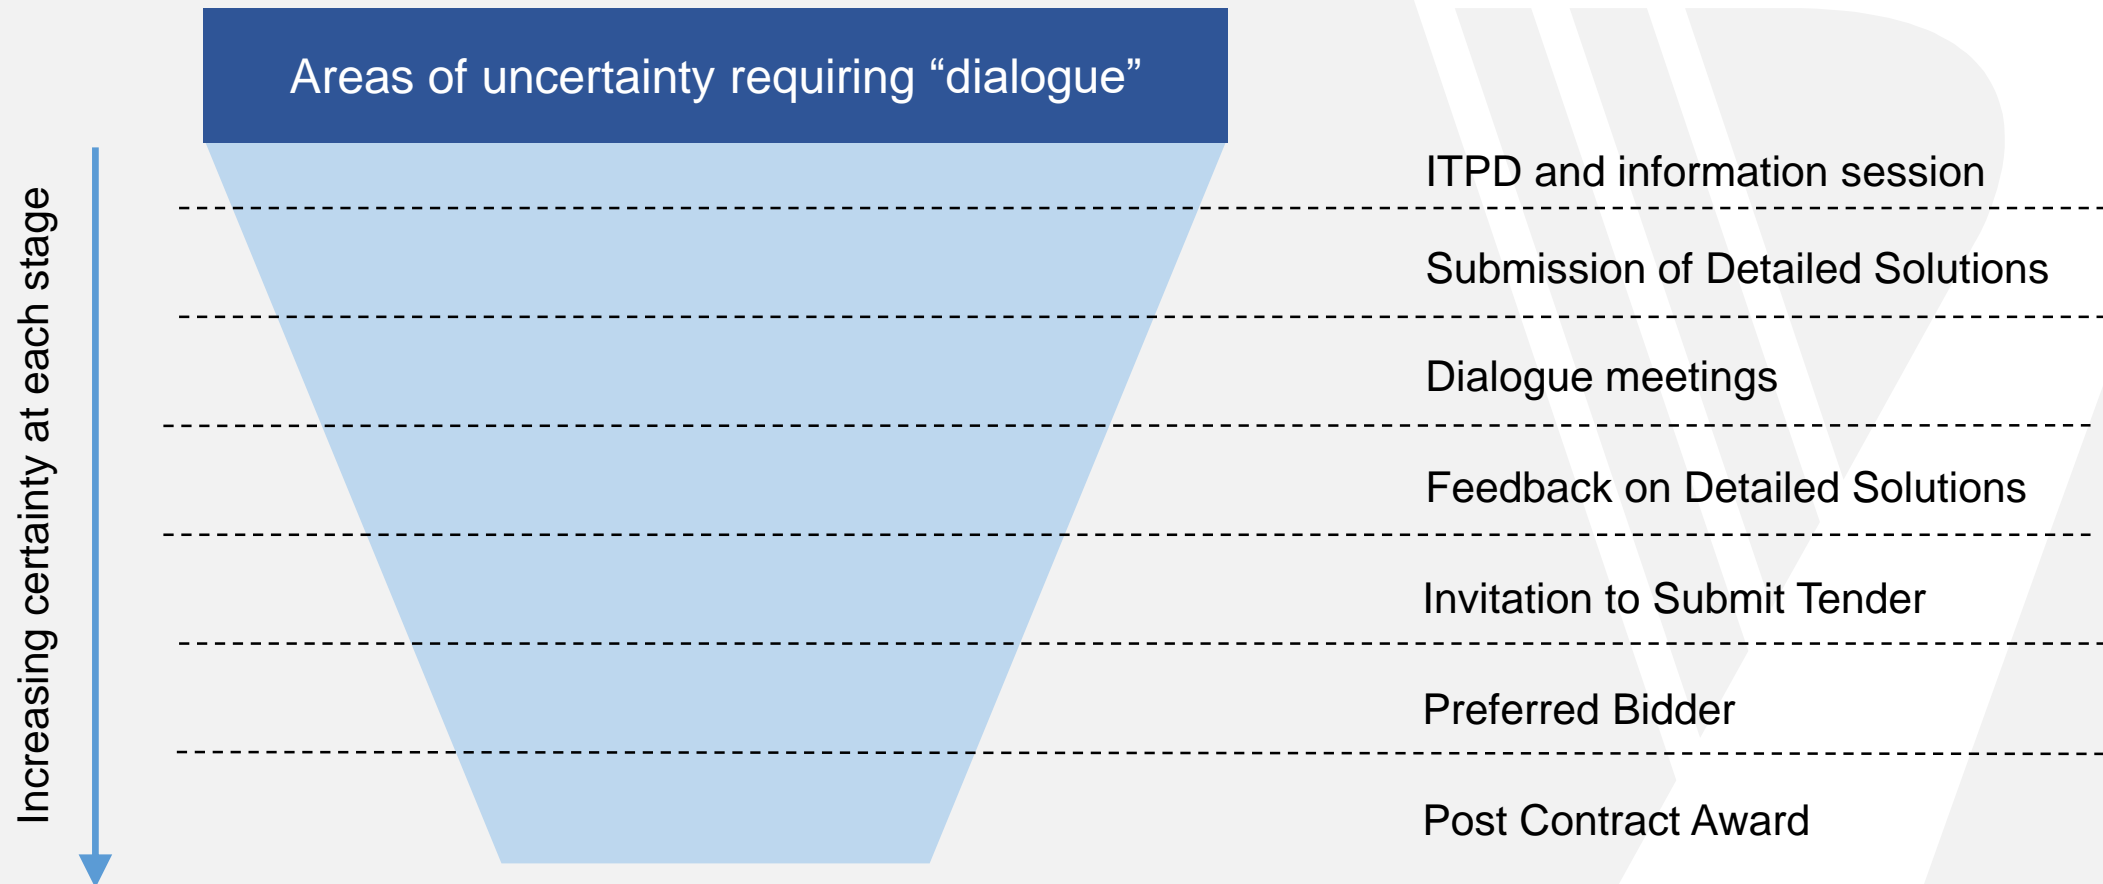 Areas of uncertainty requiring “dialogue”
Increasing certainty at each stage
ITPD and information session
Submission of Detailed Solutions
Dialogue meetings
Feedback on Detailed Solutions
Invitation to Submit Tender
Preferred Bidder
Post Contract Award